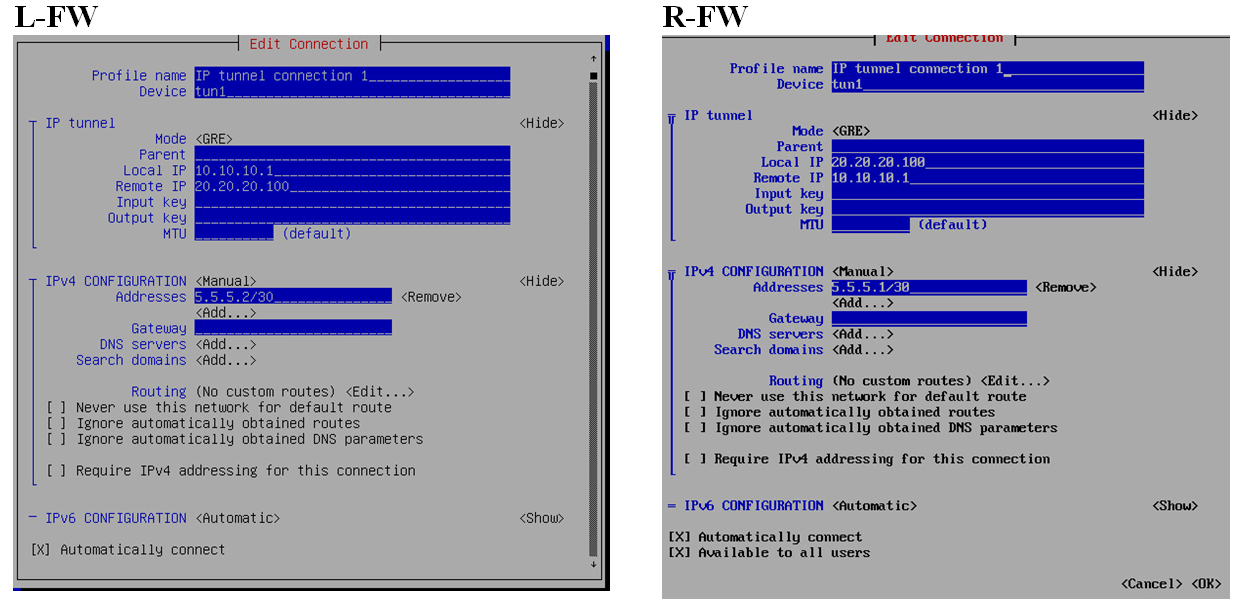 L-FW
Edit Connection
Profile name IP tunnel connection 1
Device tun1
IP tunnel <Hide>
Mode <GRE>
Parent
Local IP 10.10.10.1
Remote IP 20.20.20.100
Input key
Output key
MTU (default)
IPv4 CONFIGURATION <Manual> <Hide>
Addresses 5.5.5.2/30 <Remove>
<Add...>
Gateway
DNS servers <Add...>
Search domains <Add...>
Routing (No custom routes) <Edit...>
[ ] Never use this network for default route
[ ] Ignore automatically obtained routes
[ ] Ignore automatically obtained DNS parameters
[ ] Require IPv4 addressing for this connection
IPv6 CONFIGURATION <Automatic> <Show>
[X] Automatically connect
R-FW
Edit Connection
Profile name IP tunnel connection 1
Device tun1
IP tunnel <Hide>
Mode <GRE>
Parent
Local IP 20.20.20.100
Remote IP 10.10.10.1
Input key
Output key
MTU (default)
IPv4 CONFIGURATION <Manual> <Hide>
Addresses 5.5.5.1/30 <Remove>
<Add...>
Gateway
DNS servers <Add...>
Search domains <Add...>
Routing (No custom routes) <Edit...>
[ ] Never use this network for default route
[ ] Ignore automatically obtained routes
[ ] Ignore automatically obtained DNS parameters
[ ] Require IPv4 addressing for this connection
IPv6 CONFIGURATION <Automatic> <Show>
[X] Automatically connect
[X] Available to all users
<Cancel> <OK>